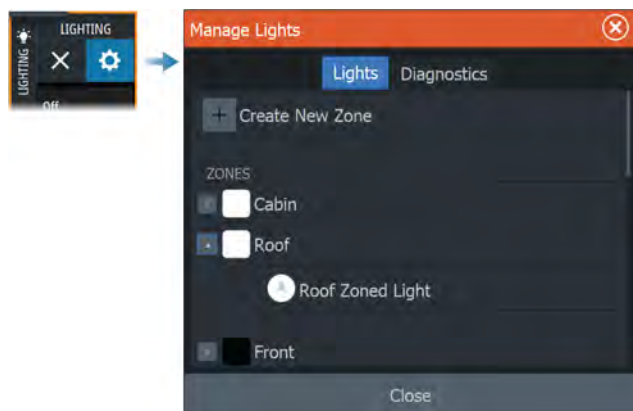 LIGHTING
LIGHTING
Off
Manage Lights
Lights Diagnostics
Create New Zone
ZONES
Cabin
Roof
A Roof Zoned Light
Front
Close